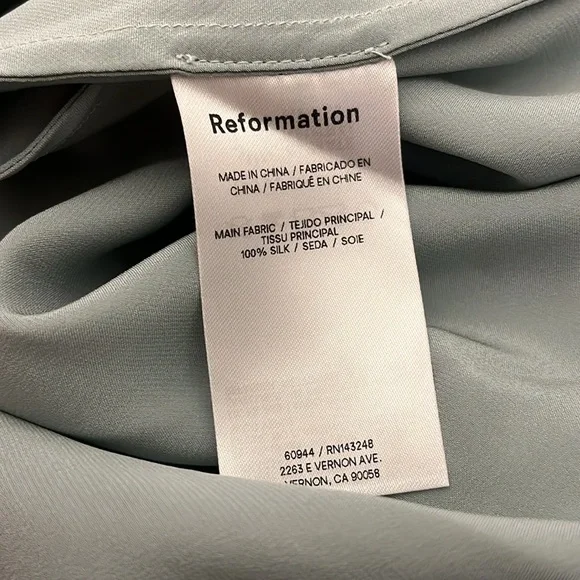 Reformation
MADE IN CHINA / FABRICADO EN
CHINA / FABRIQUÉ EN CHINE
MAIN FABRIC / TEJIDO PRINCIPAL /
TISSU PRINCIPAL
100% SILK / SEDA / SOIE
60944 / RN143248
2263 E VERNON AVE.
VERNON, CA 90058